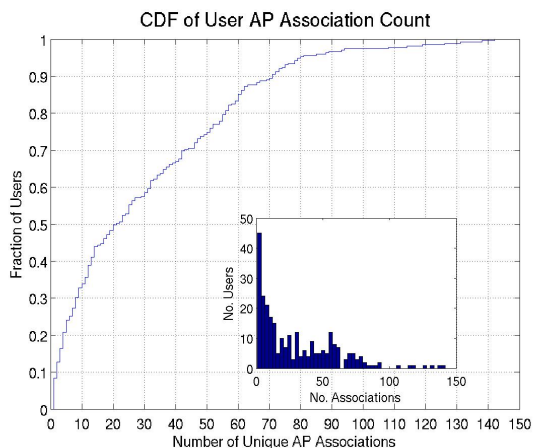 CDF of User AP Association Count
1
0.9
0.8
0.7
0.6
0.5
0.4
0.3
0.2
0.1
0
Fraction of Users
0 10 20 30 40 50 60 70 80 90 100 110 120 130 140 150
Number of Unique AP Associations
50
40
30
20
10
0
No. Users
0 50 100 150
No. Associations